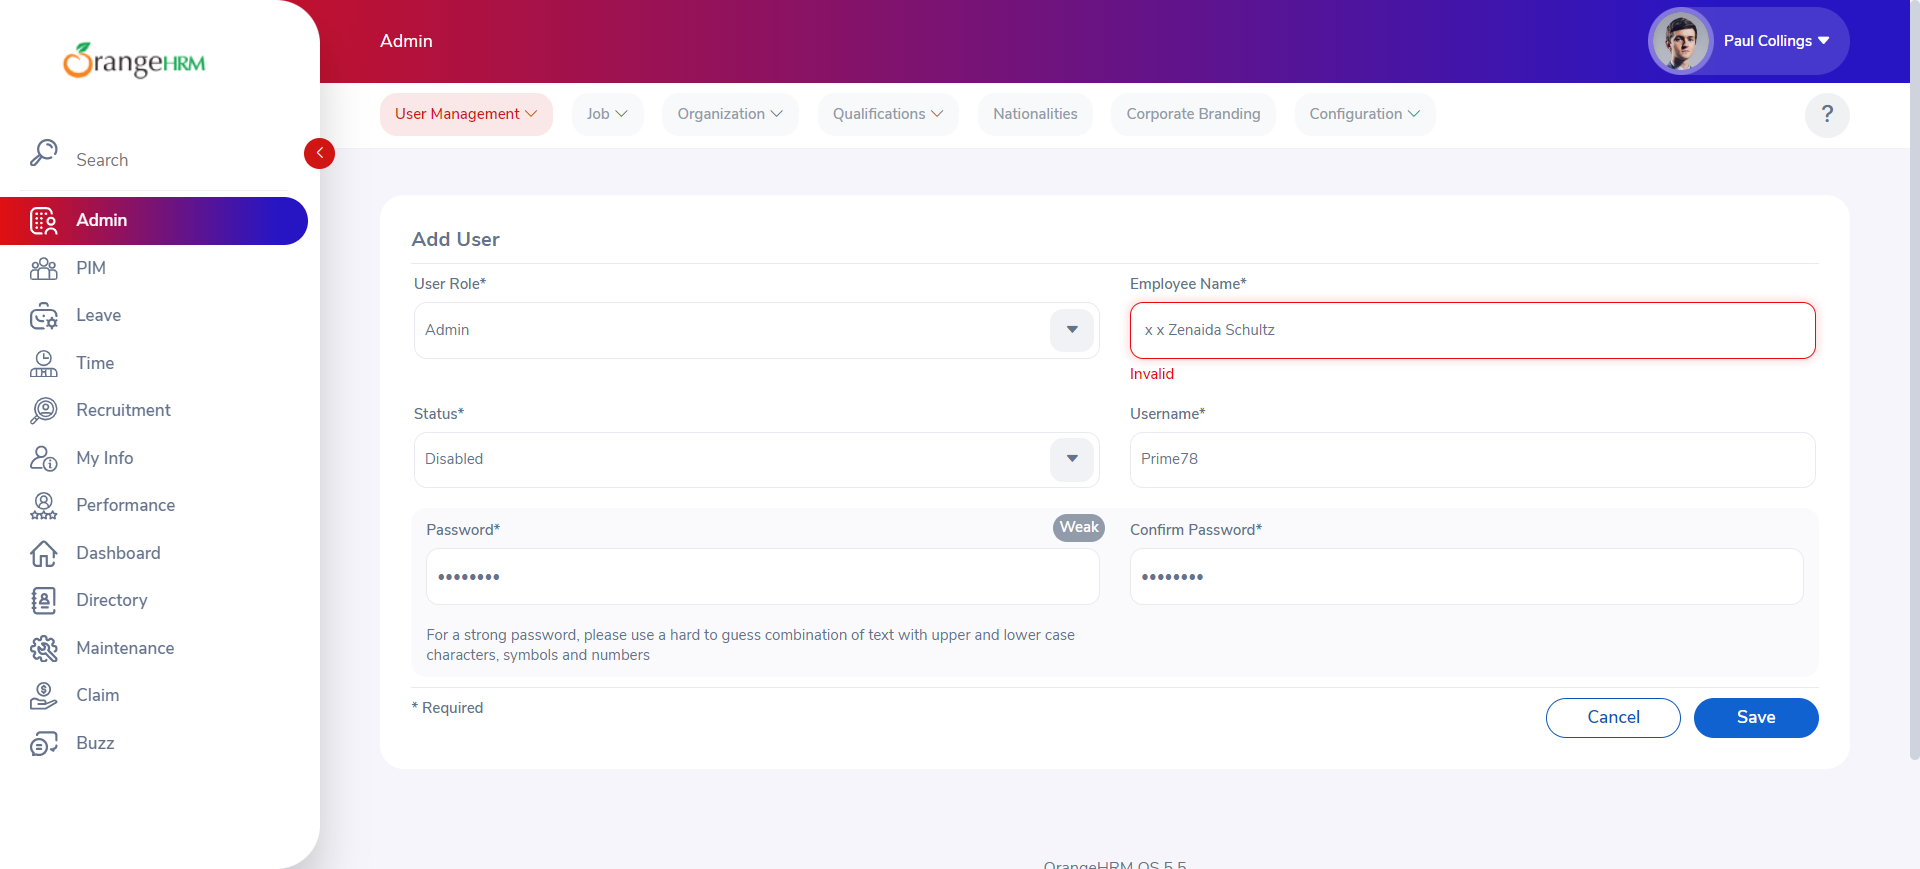 OrangeHRM
Admin
Paul Collings
User Management
Job
Organization
Qualifications
Nationalities
Corporate Branding
Configuration
?
Search
Admin
PIM
Leave
Time
Recruitment
My Info
Performance
Dashboard
Directory
Maintenance
Claim
Buzz
Add User
User Role*
Employee Name*
Admin
x x Zenaida Schultz
Invalid
Status*
Username*
Disabled
Prime78
Password*
Weak
Confirm Password*
••••••••
••••••••
For a strong password, please use a hard to guess combination of text with upper and lower case
characters, symbols and numbers
* Required
Cancel
Save
OrangeHRM OS 5.5